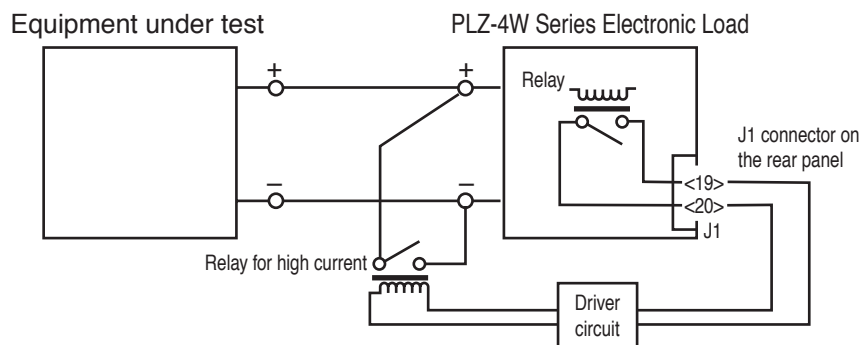 Equipment under test
PLZ-4W Series Electronic Load
+
+
Relay
J1 connector on
the rear panel
<19>
<20>
J1
−
−
Relay for high current
Driver
circuit